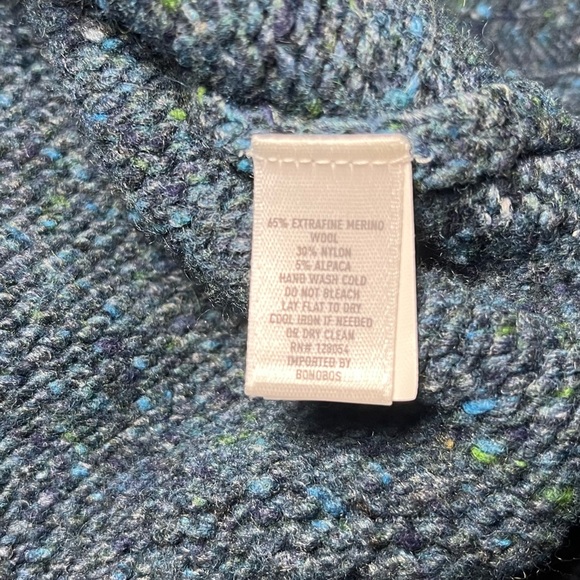 65% EXTRAFINE MERINO
WOOL
30% NYLON
5% ALPACA
HAND WASH COLD
DO NOT BLEACH
LAY FLAT TO DRY
COOL IRON IF NEEDED
OR DRY CLEAN
RN# 128054
IMPORTED BY
BONOBOS